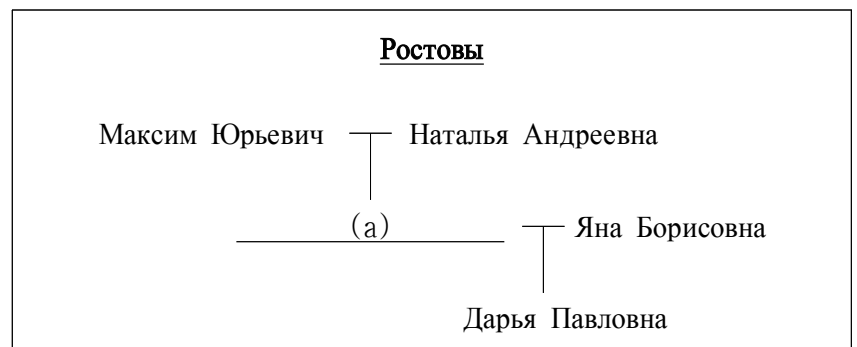 Ростовы
Максим Юрьевич Наталья Андреевна
(a) Яна Борисовна
Дарья Павловна